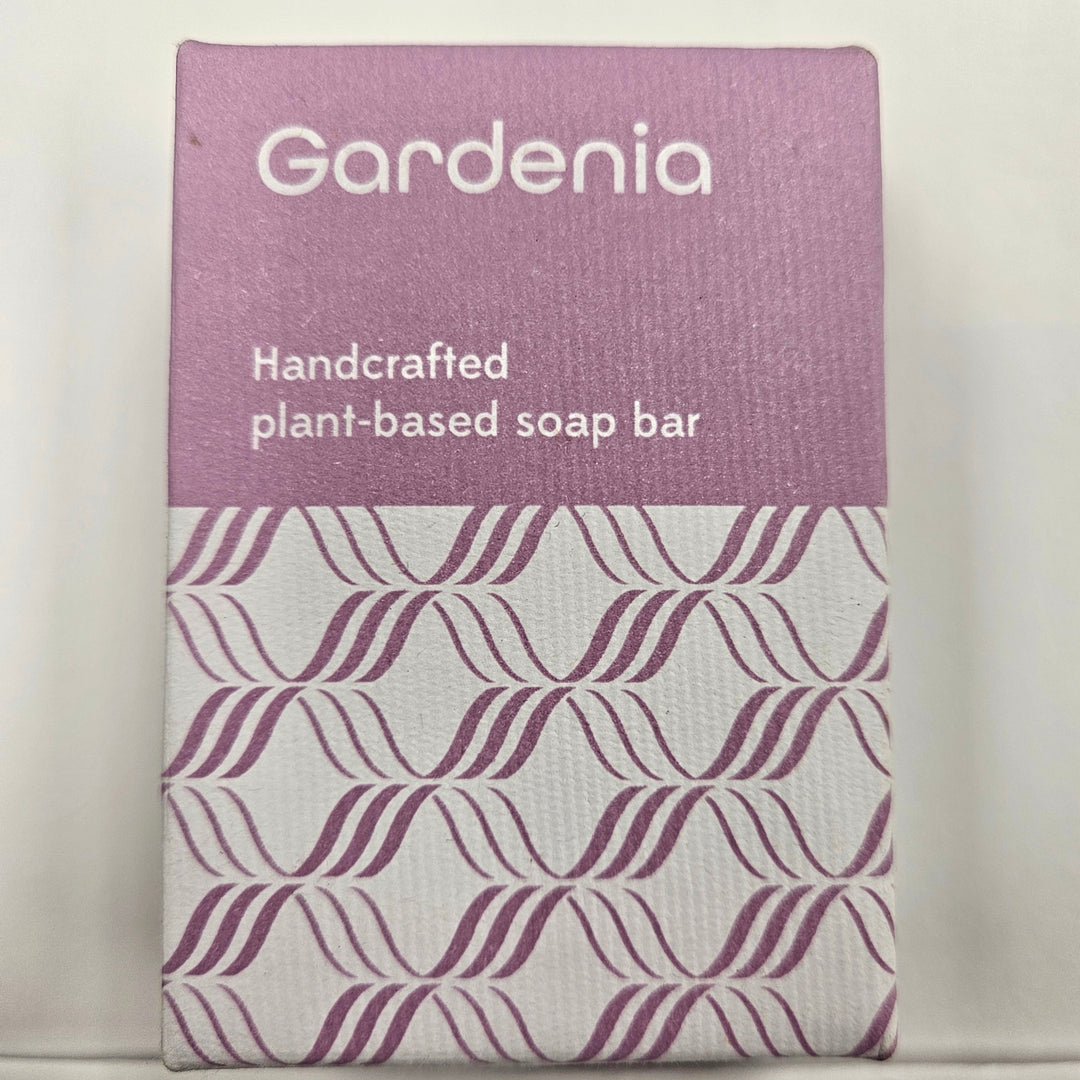 Gardenia
Handcrafted
plant-based soap bar